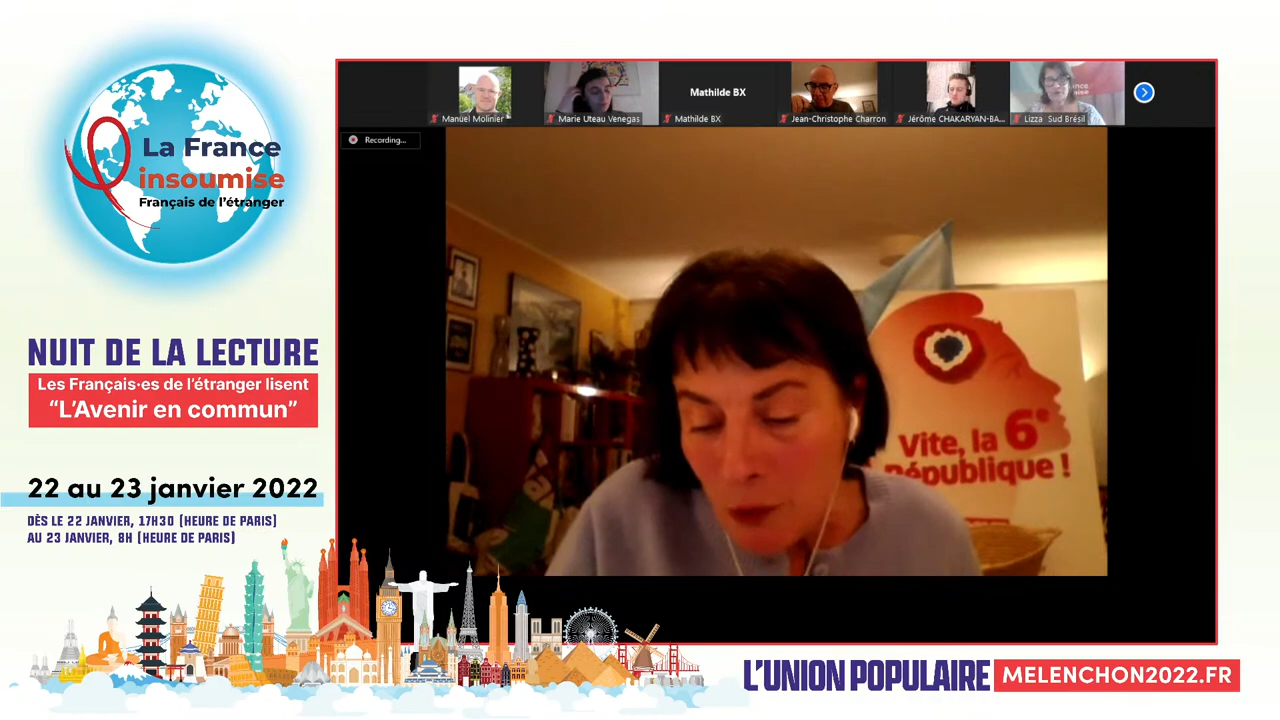 La France
insoumise
Français de l'étranger
NUIT DE LA LECTURE
Les Français·es de l'étranger lisent
“L'Avenir en commun”
22 au 23 janvier 2022
DÈS LE 22 JANVIER, 17H30 (HEURE DE PARIS)
AU 23 JANVIER, 8H (HEURE DE PARIS)
Mathilde BX
Manuel Molinier
Marie Uteau Venegas
Mathilde BX
Jean-Christophe Charron
Jérôme CHAKARYAN-BA...
Lizza Sud Brésil
Recording...
Vite, la 6e
République !
L'UNION POPULAIRE
MELENCHON2022.FR